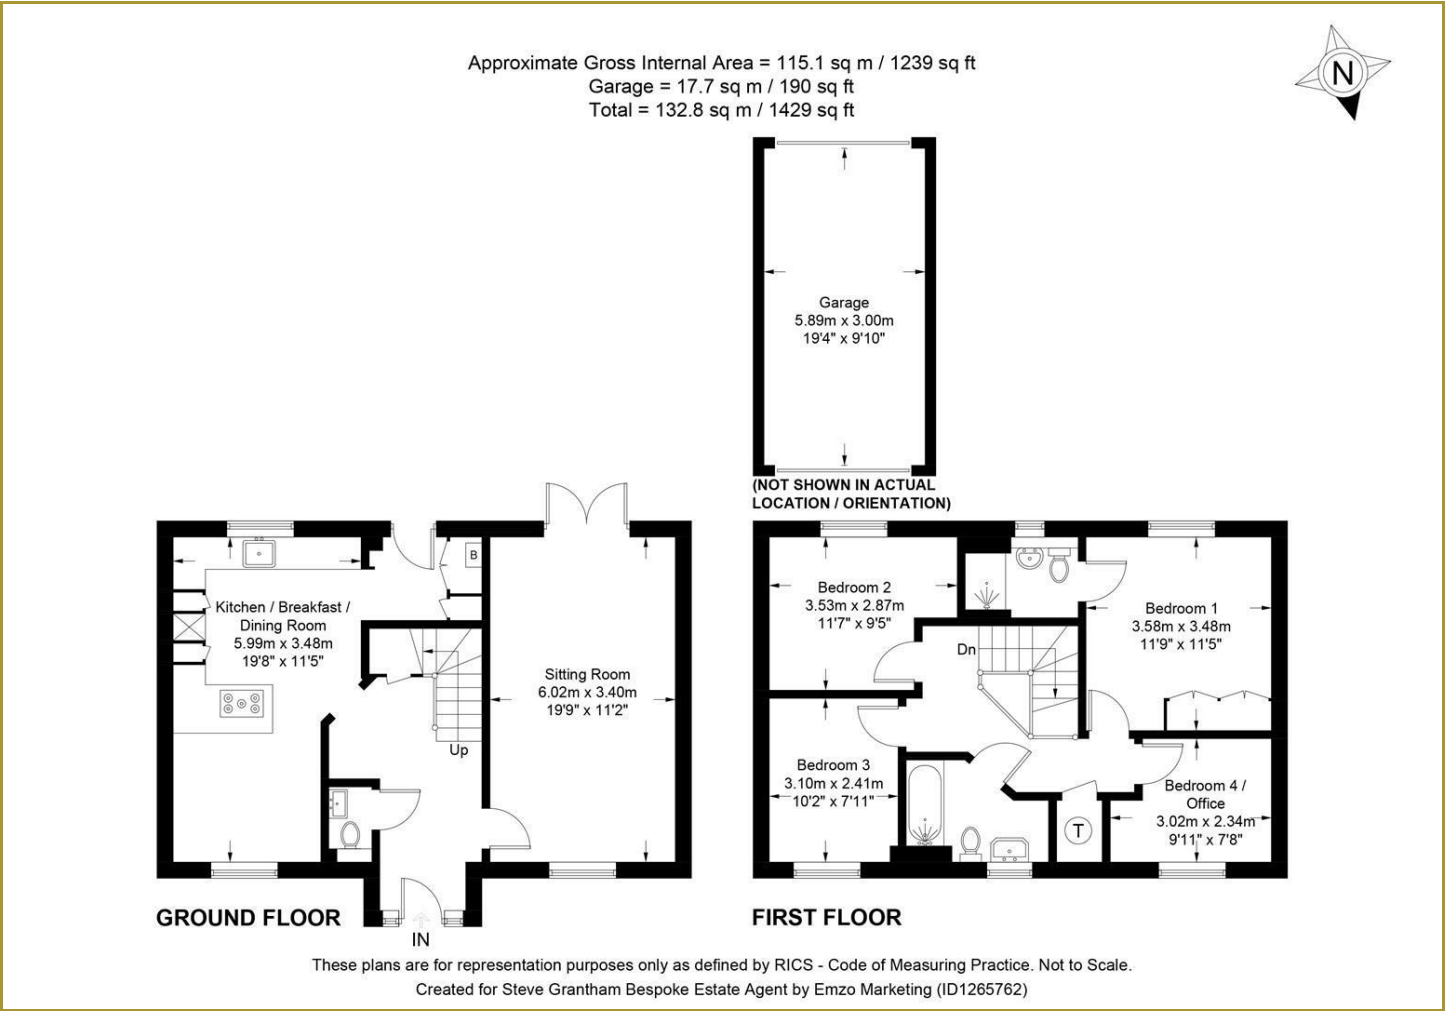 Approximate Gross Internal Area = 115.1 sq m / 1239 sq ft
Garage = 17.7 sq m / 190 sq ft
Total = 132.8 sq m / 1429 sq ft
N
Garage
5.89m x 3.00m
19'4" x 9'10"
(NOT SHOWN IN ACTUAL
LOCATION / ORIENTATION)
B
Kitchen / Breakfast /
Dining Room
5.99m x 3.48m
19'8" x 11'5"
Sitting Room
6.02m x 3.40m
19'9" x 11'2"
Up
IN
GROUND FLOOR
Bedroom 2
3.53m x 2.87m
11'7" x 9'5"
Bedroom 1
3.58m x 3.48m
11'9" x 11'5"
Dn
Bedroom 3
3.10m x 2.41m
10'2" x 7'11"
Bedroom 4 /
Office
3.02m x 2.34m
9'11" x 7'8"
T
FIRST FLOOR
These plans are for representation purposes only as defined by RICS - Code of Measuring Practice. Not to Scale.
Created for Steve Grantham Bespoke Estate Agent by Emzo Marketing (ID1265762)